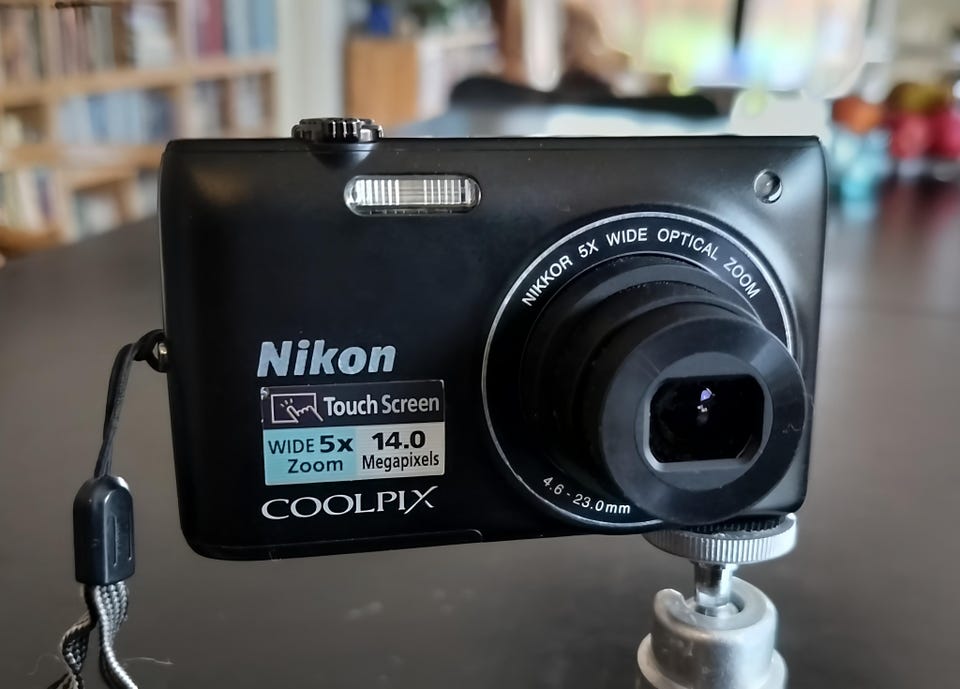 NIKKOR 5X WIDE OPTICAL ZOOM
Nikon
Touch Screen
WIDE 5x
Zoom
14.0
Megapixels
COOLPIX
4.6-23.0mm